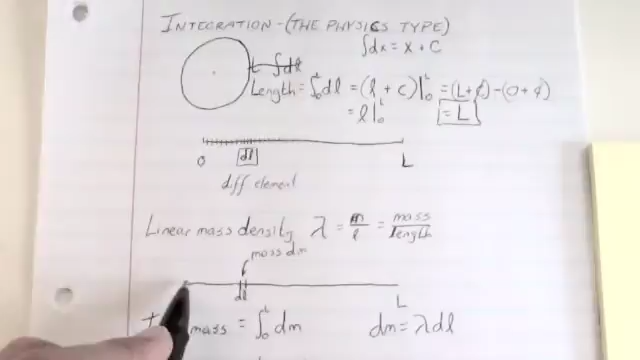 INTEGRATION - (THE PHYSICS TYPE)
∫dx = x + C
L ∫dl
Length = ∫₀ᴸ dl = (l + c)|₀ᴸ = (L + c) - (0 + c)
= l|₀ᴸ = L
0 dl L
diff element
Linear mass density λ = m/l = mass/length
mass dm
dl L
mass = ∫₀ᴸ dm dm = λdl